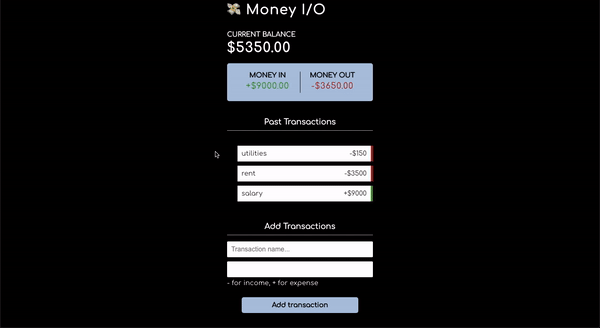 💸 Money I/O
CURRENT BALANCE
$5350.00
MONEY IN MONEY OUT
+$9000.00 -$3650.00
Past Transactions
utilities -$150
rent -$3500
salary +$9000
Add Transactions
Transaction name...
- for income, + for expense
Add transaction